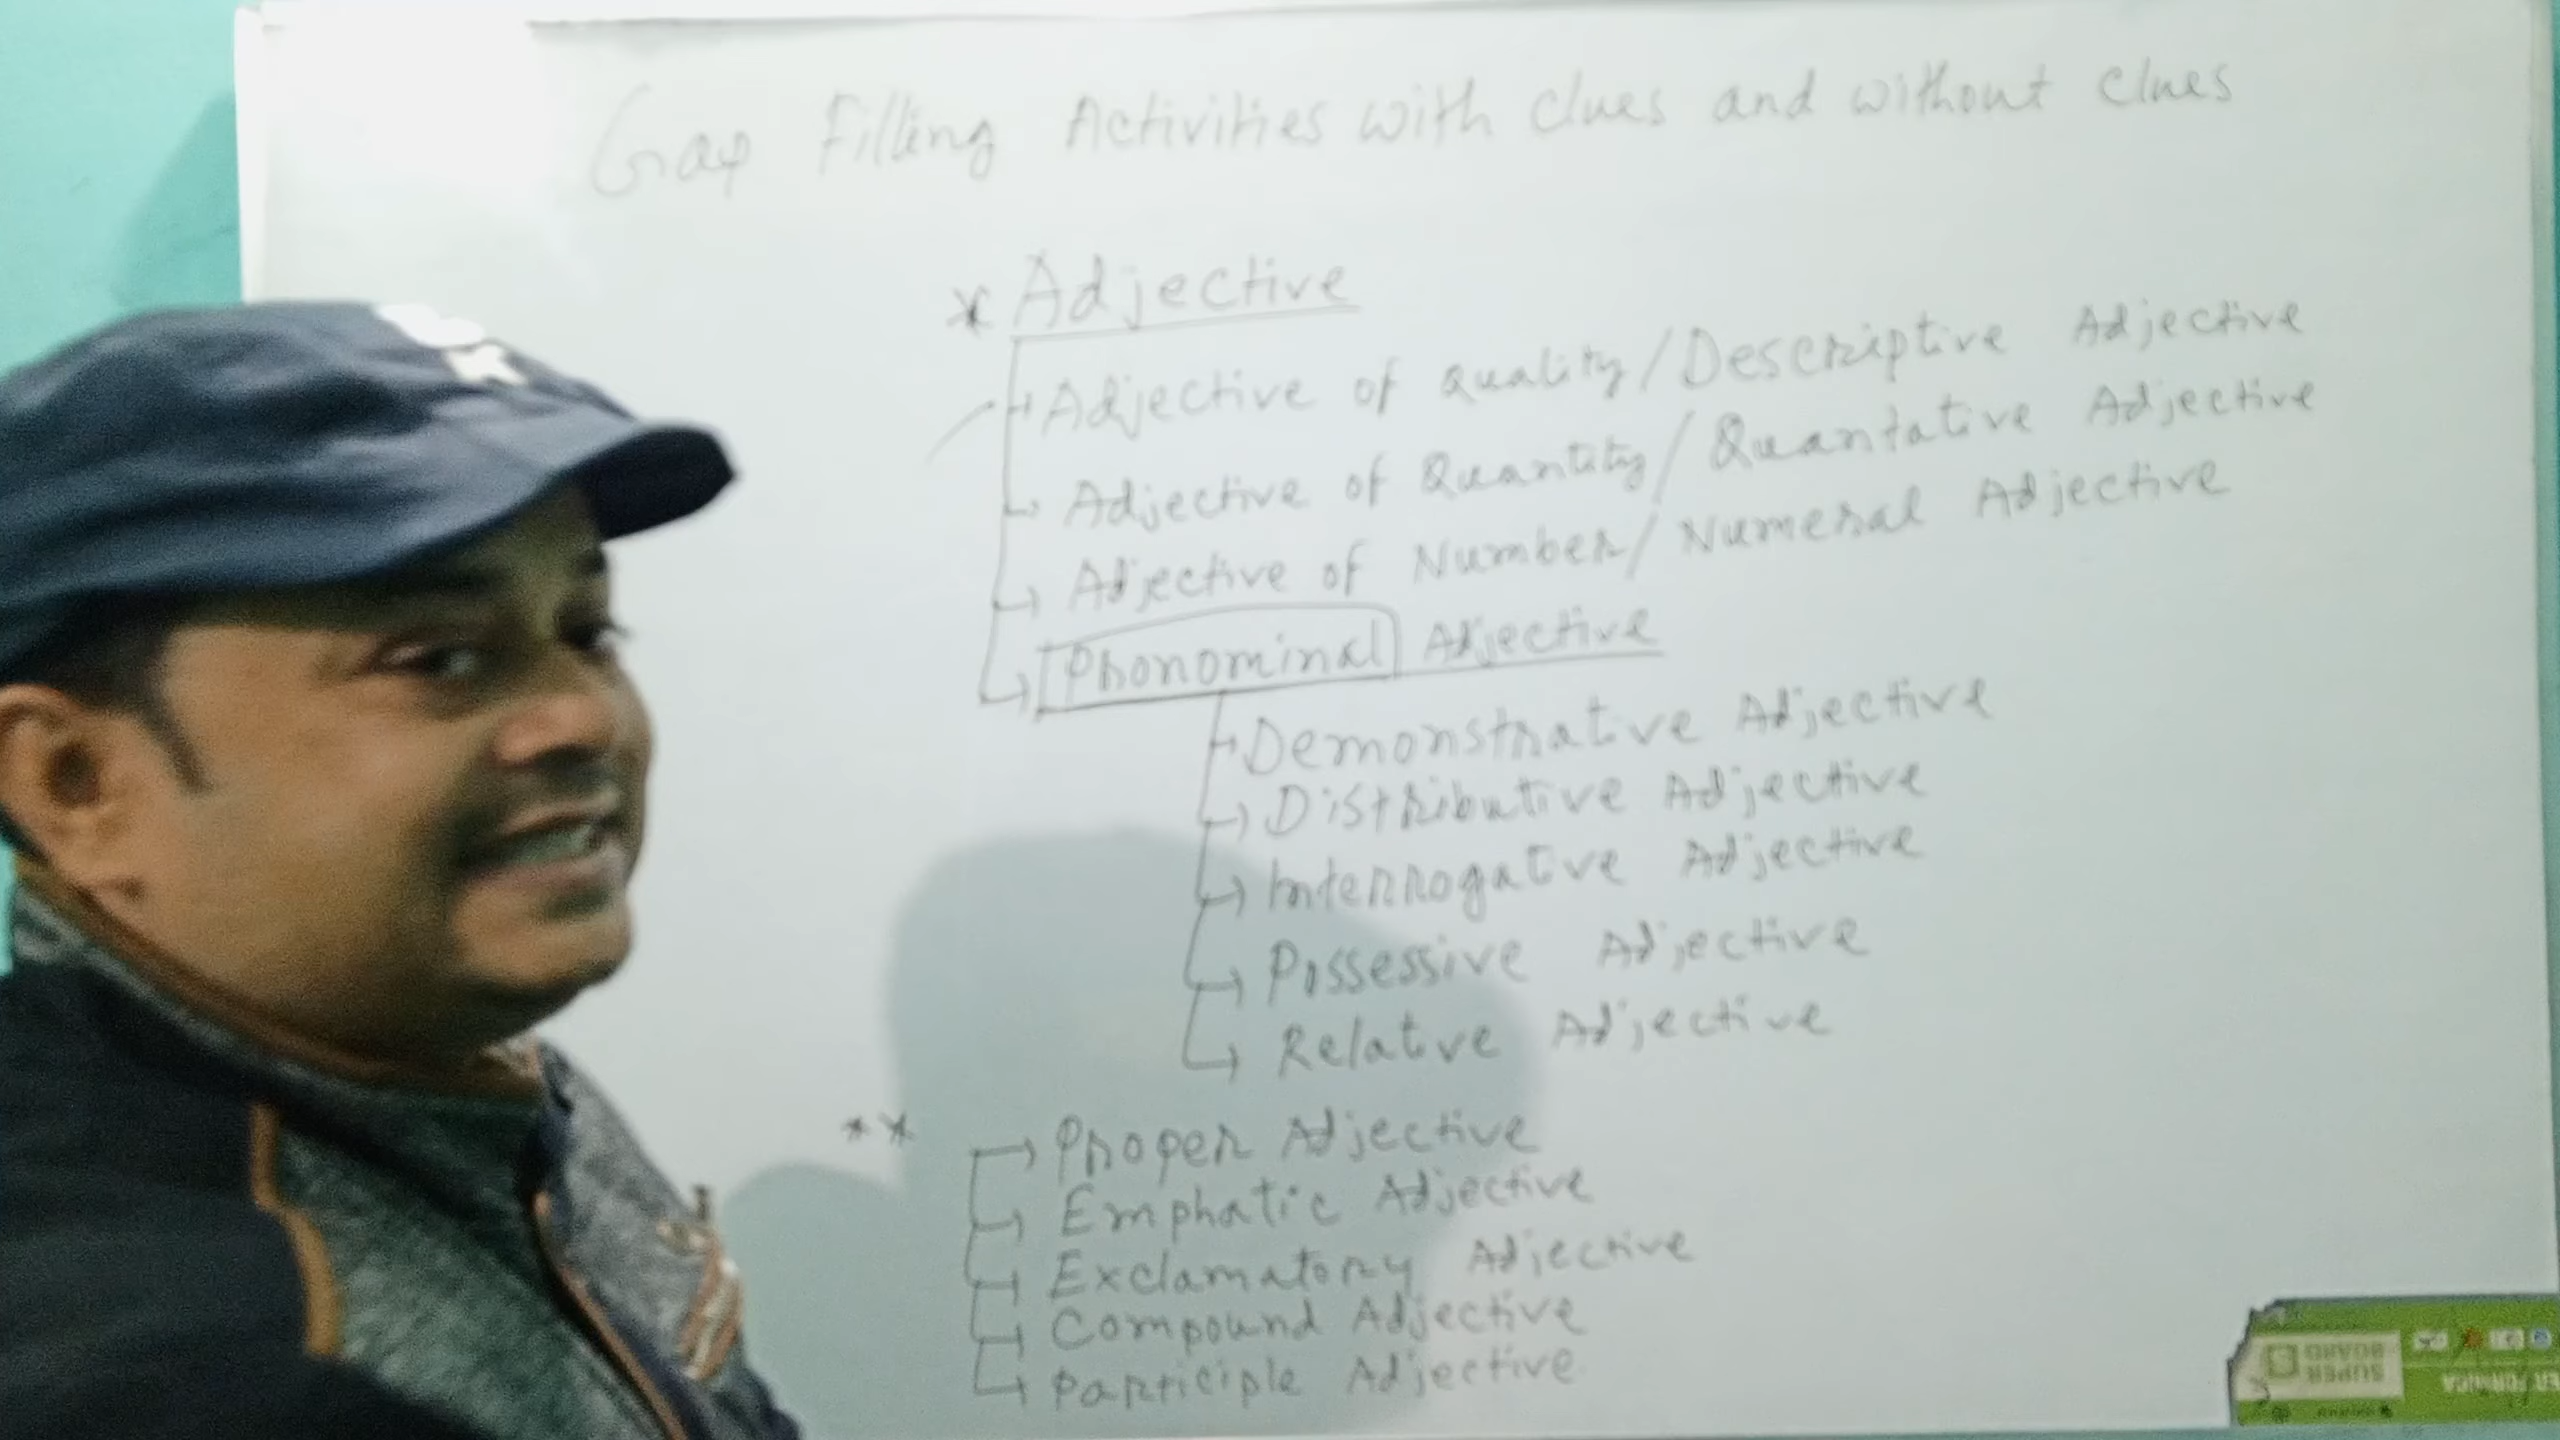 Gap Filling Activities with clues and without clues
* Adjective
Adjective of Quality/Descriptive Adjective
Adjective of Quantity/Quantative Adjective
Adjective of Number/Numeral Adjective
Pronominal Adjective
Demonstrative Adjective
Distributive Adjective
Interrogative Adjective
Possessive Adjective
Relative Adjective
** Proper Adjective
Emphatic Adjective
Exclamatory Adjective
Compound Adjective
Participle Adjective
SUPER
BOARD